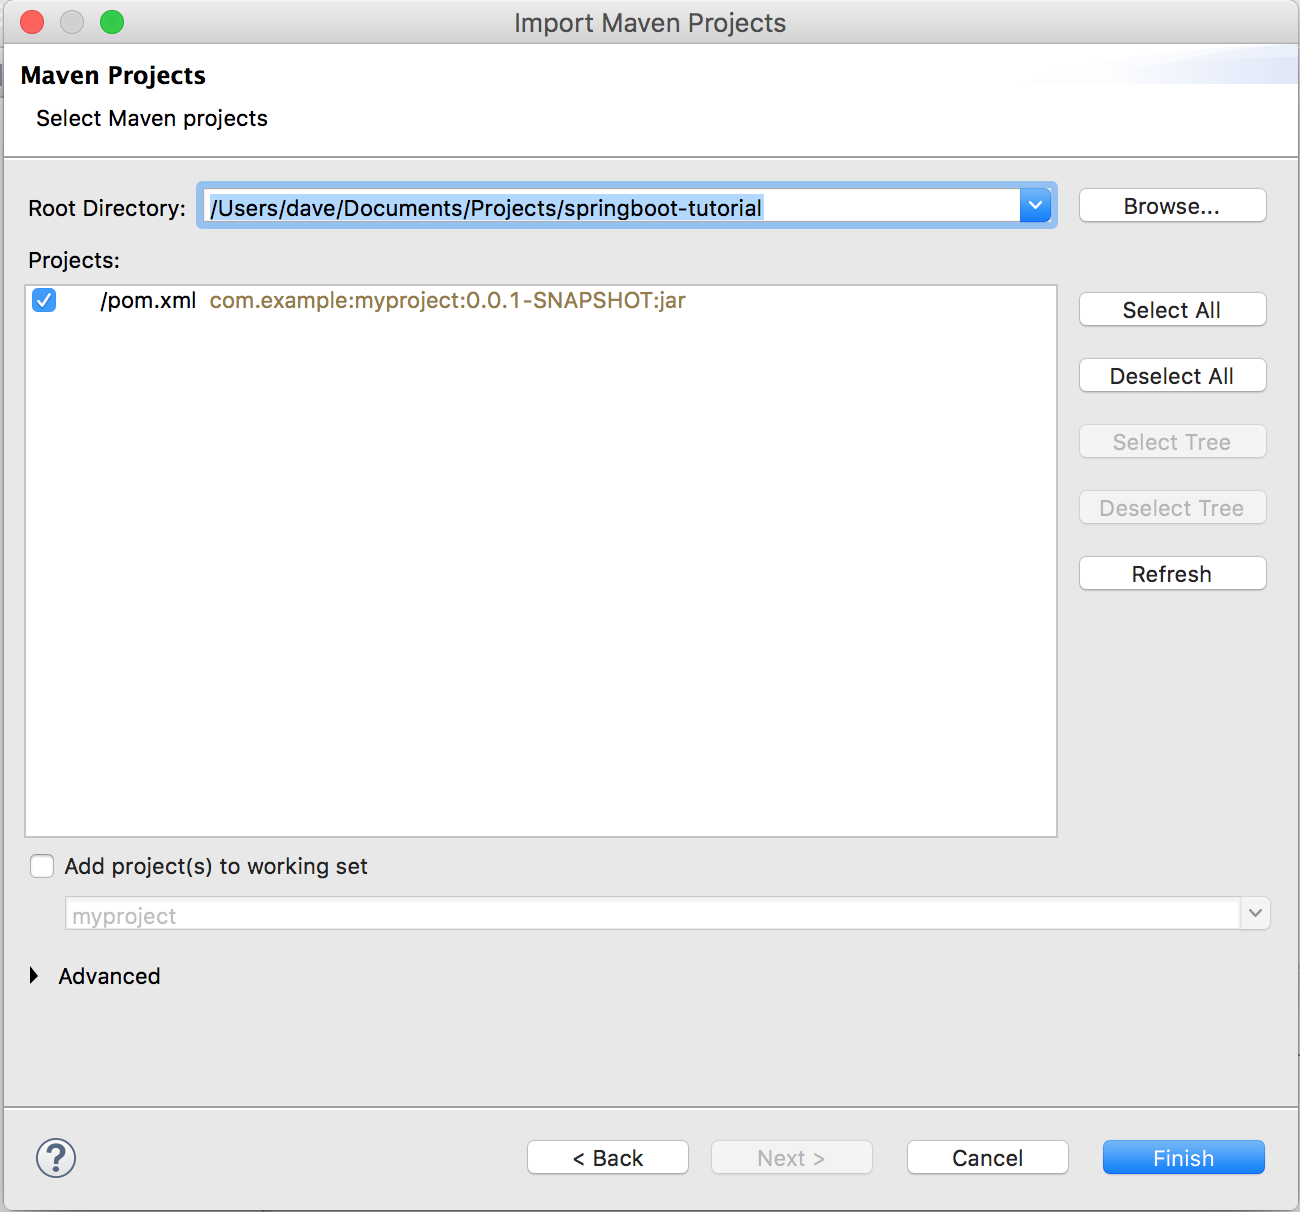 Import Maven Projects
Maven Projects
Select Maven projects
Root Directory: /Users/dave/Documents/Projects/springboot-tutorial Browse...
Projects:
/pom.xml com.example:myproject:0.0.1-SNAPSHOT:jar
Select All
Deselect All
Select Tree
Deselect Tree
Refresh
Add project(s) to working set
myproject
Advanced
? < Back Next > Cancel Finish